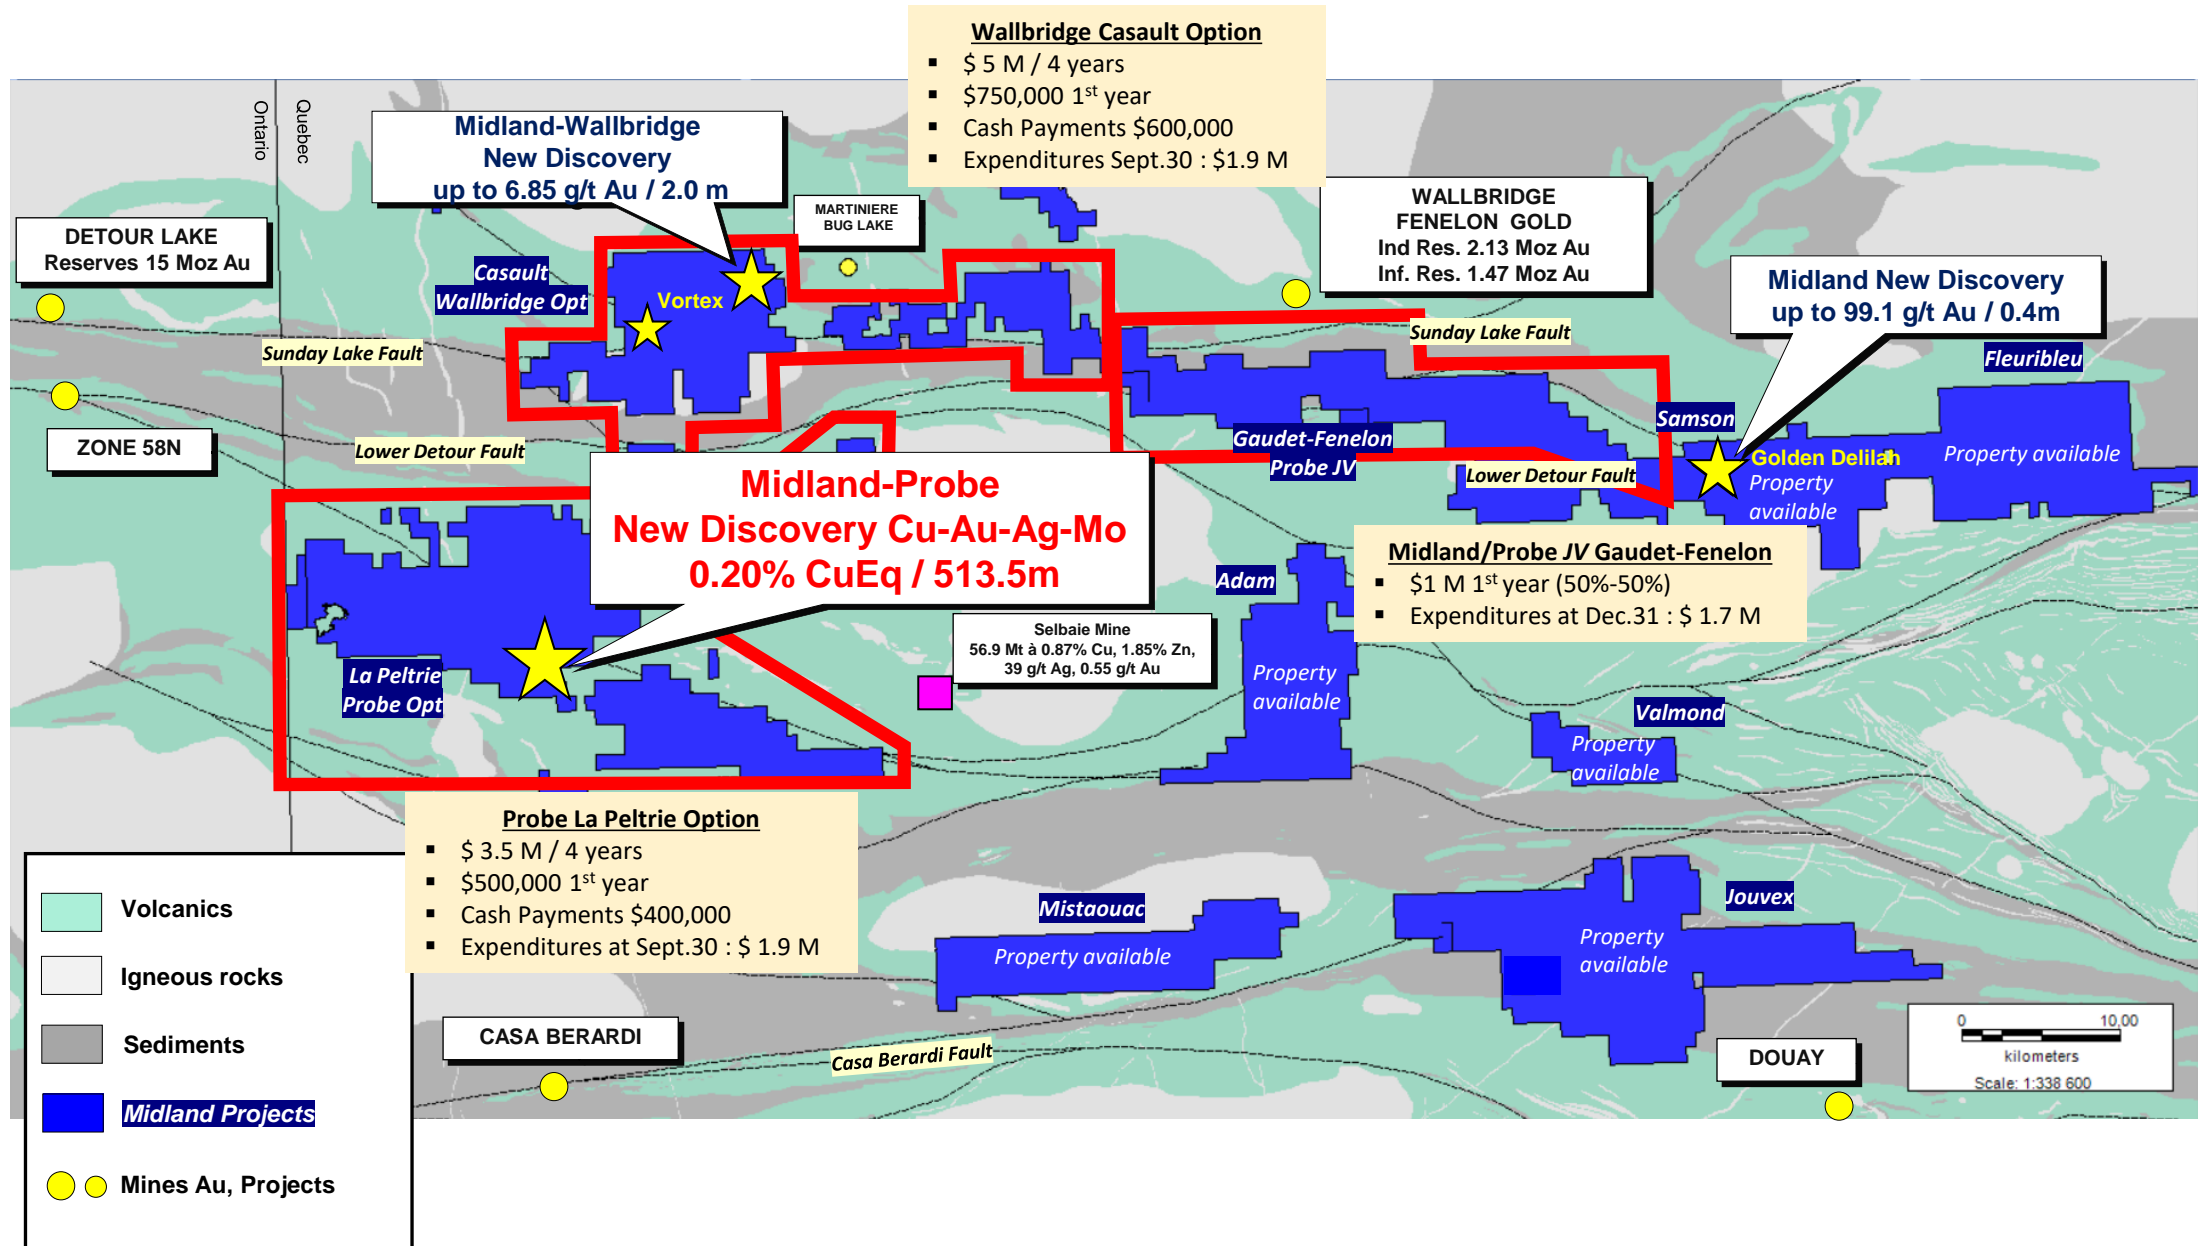 Wallbridge Casault Option
▪ $ 5 M / 4 years
▪ $750,000 1st year
▪ Cash Payments $600,000
▪ Expenditures Sept.30 : $1.9 M
Ontario
Quebec
Midland-Wallbridge
New Discovery
up to 6.85 g/t Au / 2.0 m
MARTINIERE
BUG LAKE
WALLBRIDGE
FENELON GOLD
Ind Res. 2.13 Moz Au
Inf. Res. 1.47 Moz Au
DETOUR LAKE
Reserves 15 Moz Au
Casault
Wallbridge Opt
Vortex
Midland New Discovery
up to 99.1 g/t Au / 0.4m
Sunday Lake Fault
Sunday Lake Fault
Fleuribleu
Samson
ZONE 58N
Lower Detour Fault
Gaudet-Fenelon
Probe JV
Lower Detour Fault
Golden Delilah
Property
available
Property available
Midland-Probe
New Discovery Cu-Au-Ag-Mo
0.20% CuEq / 513.5m
Midland/Probe JV Gaudet-Fenelon
▪ $1 M 1st year (50%-50%)
▪ Expenditures at Dec.31 : $ 1.7 M
Adam
Selbaie Mine
56.9 Mt à 0.87% Cu, 1.85% Zn,
39 g/t Ag, 0.55 g/t Au
La Peltrie
Probe Opt
Property
available
Valmond
Property
available
Probe La Peltrie Option
▪ $ 3.5 M / 4 years
▪ $500,000 1st year
▪ Cash Payments $400,000
▪ Expenditures at Sept.30 : $ 1.9 M
Mistaouac
Property available
Jouvex
Property
available
Volcanics
Igneous rocks
Sediments
Midland Projects
Mines Au, Projects
CASA BERARDI
Casa Berardi Fault
DOUAY
0 10,00
kilometers
Scale: 1:338 600